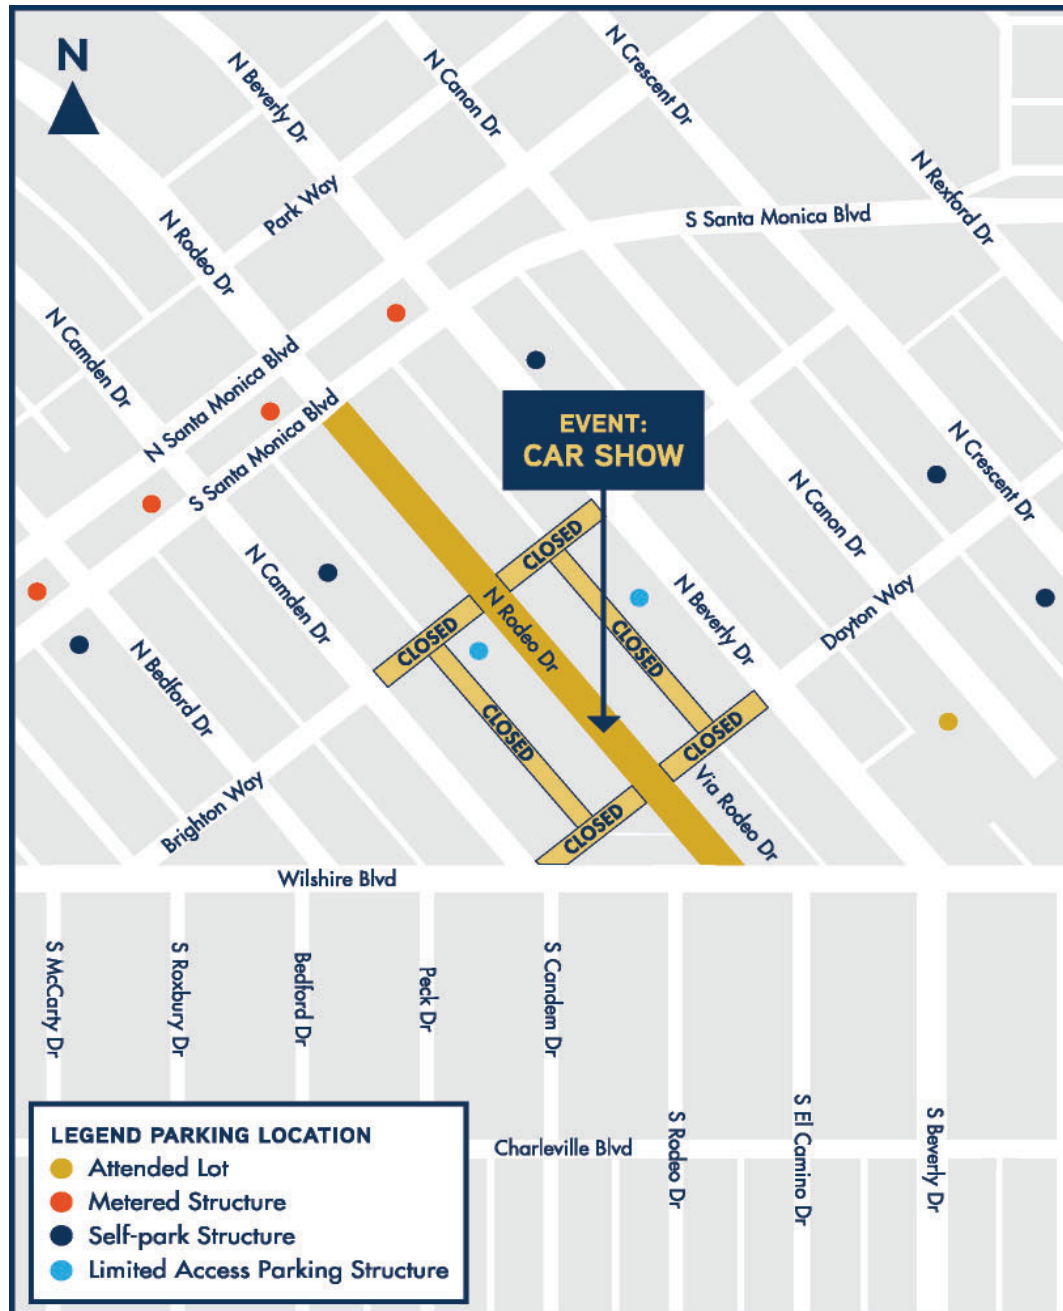 N
N Beverly Dr
N Canon Dr
N Crescent Dr
N Rexford Dr
Park Way
N Rodeo Dr
S Santa Monica Blvd
N Camden Dr
N Santa Monica Blvd
S Santa Monica Blvd
EVENT:
CAR SHOW
N Crescent Dr
N Canon Dr
CLOSED
N Camden Dr
N Rodeo Dr
N Beverly Dr
Dayton Way
CLOSED
CLOSED
N Bedford Dr
CLOSED
CLOSED
Via Rodeo Dr
Brighton Way
CLOSED
Wilshire Blvd
S McCarty Dr
S Roxbury Dr
Bedford Dr
Peck Dr
S Candem Dr
S Rodeo Dr
S El Camino Dr
S Beverly Dr
Charleville Blvd
LEGEND PARKING LOCATION
Attended Lot
Metered Structure
Self-park Structure
Limited Access Parking Structure